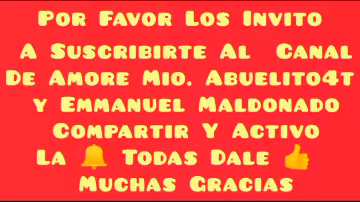 Por Favor Los Invito
A Suscribirte Al Canal
De Amore Mio. Abuelito4t
y Emmanuel Maldonado
Compartir Y Activo
La 🔔 Todas Dale 👍
Muchas Gracias